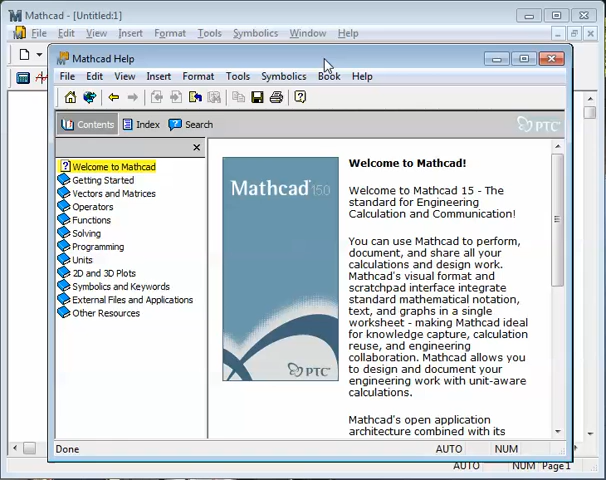 Mathcad - [Untitled:1]
File Edit View Insert Format Tools Symbolics Window Help
Mathcad Help
File Edit View Insert Format Tools Symbolics Book Help
Contents Index Search
PTC
Welcome to Mathcad
Getting Started
Vectors and Matrices
Operators
Functions
Solving
Programming
Units
2D and 3D Plots
Symbolics and Keywords
External Files and Applications
Other Resources
Mathcad 15.0
PTC
Welcome to Mathcad!
Welcome to Mathcad 15 - The
standard for Engineering
Calculation and Communication!
You can use Mathcad to perform,
document, and share all your
calculations and design work.
Mathcad's visual format and
scratchpad interface integrate
standard mathematical notation,
text, and graphs in a single
worksheet - making Mathcad ideal
for knowledge capture, calculation
reuse, and engineering
collaboration. Mathcad allows you
to design and document your
engineering work with unit-aware
calculations.
Mathcad's open application
architecture combined with its
Done AUTO NUM
AUTO NUM Page 1